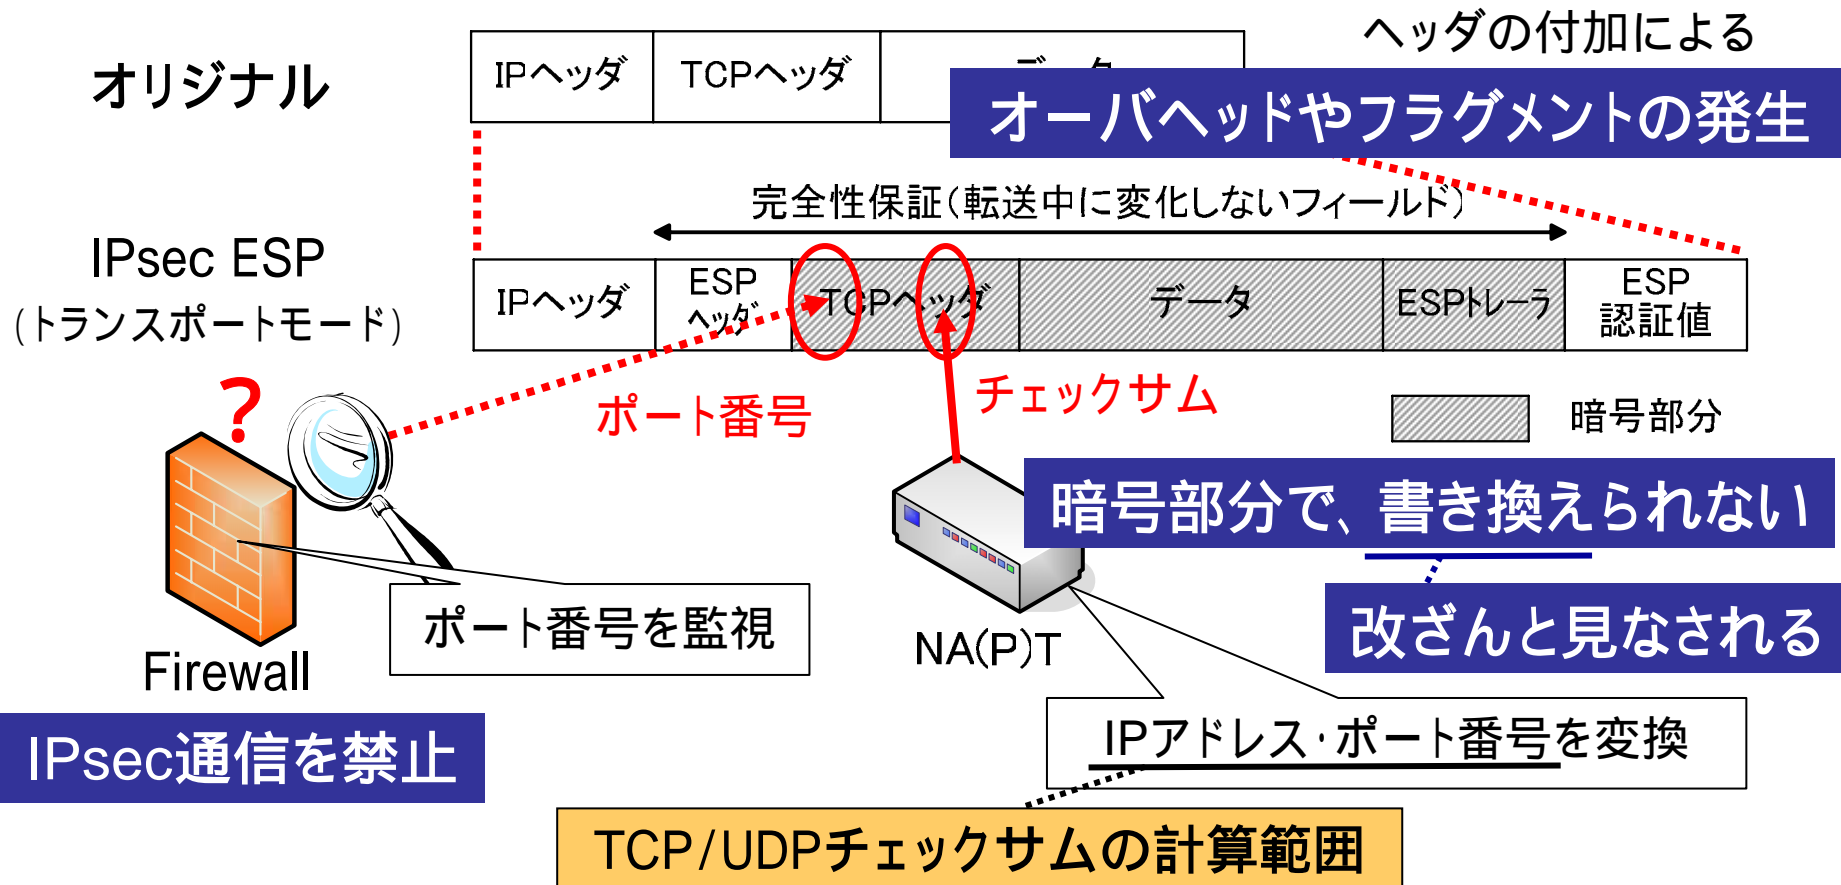 ヘッダの付加による
オリジナル
IPヘッダ TCPヘッダ データ
オーバヘッドやフラグメントの発生
完全性保証(転送中に変化しないフィールド)
IPsec ESP
(トランスポートモード)
IPヘッダ ESP ヘッダ TCPヘッダ データ ESPトレーラ ESP 認証値
?
ポート番号
チェックサム
暗号部分
暗号部分で、書き換えられない
改ざんと見なされる
ポート番号を監視
NA(P)T
Firewall
IPsec通信を禁止
IPアドレス・ポート番号を変換
TCP/UDPチェックサムの計算範囲